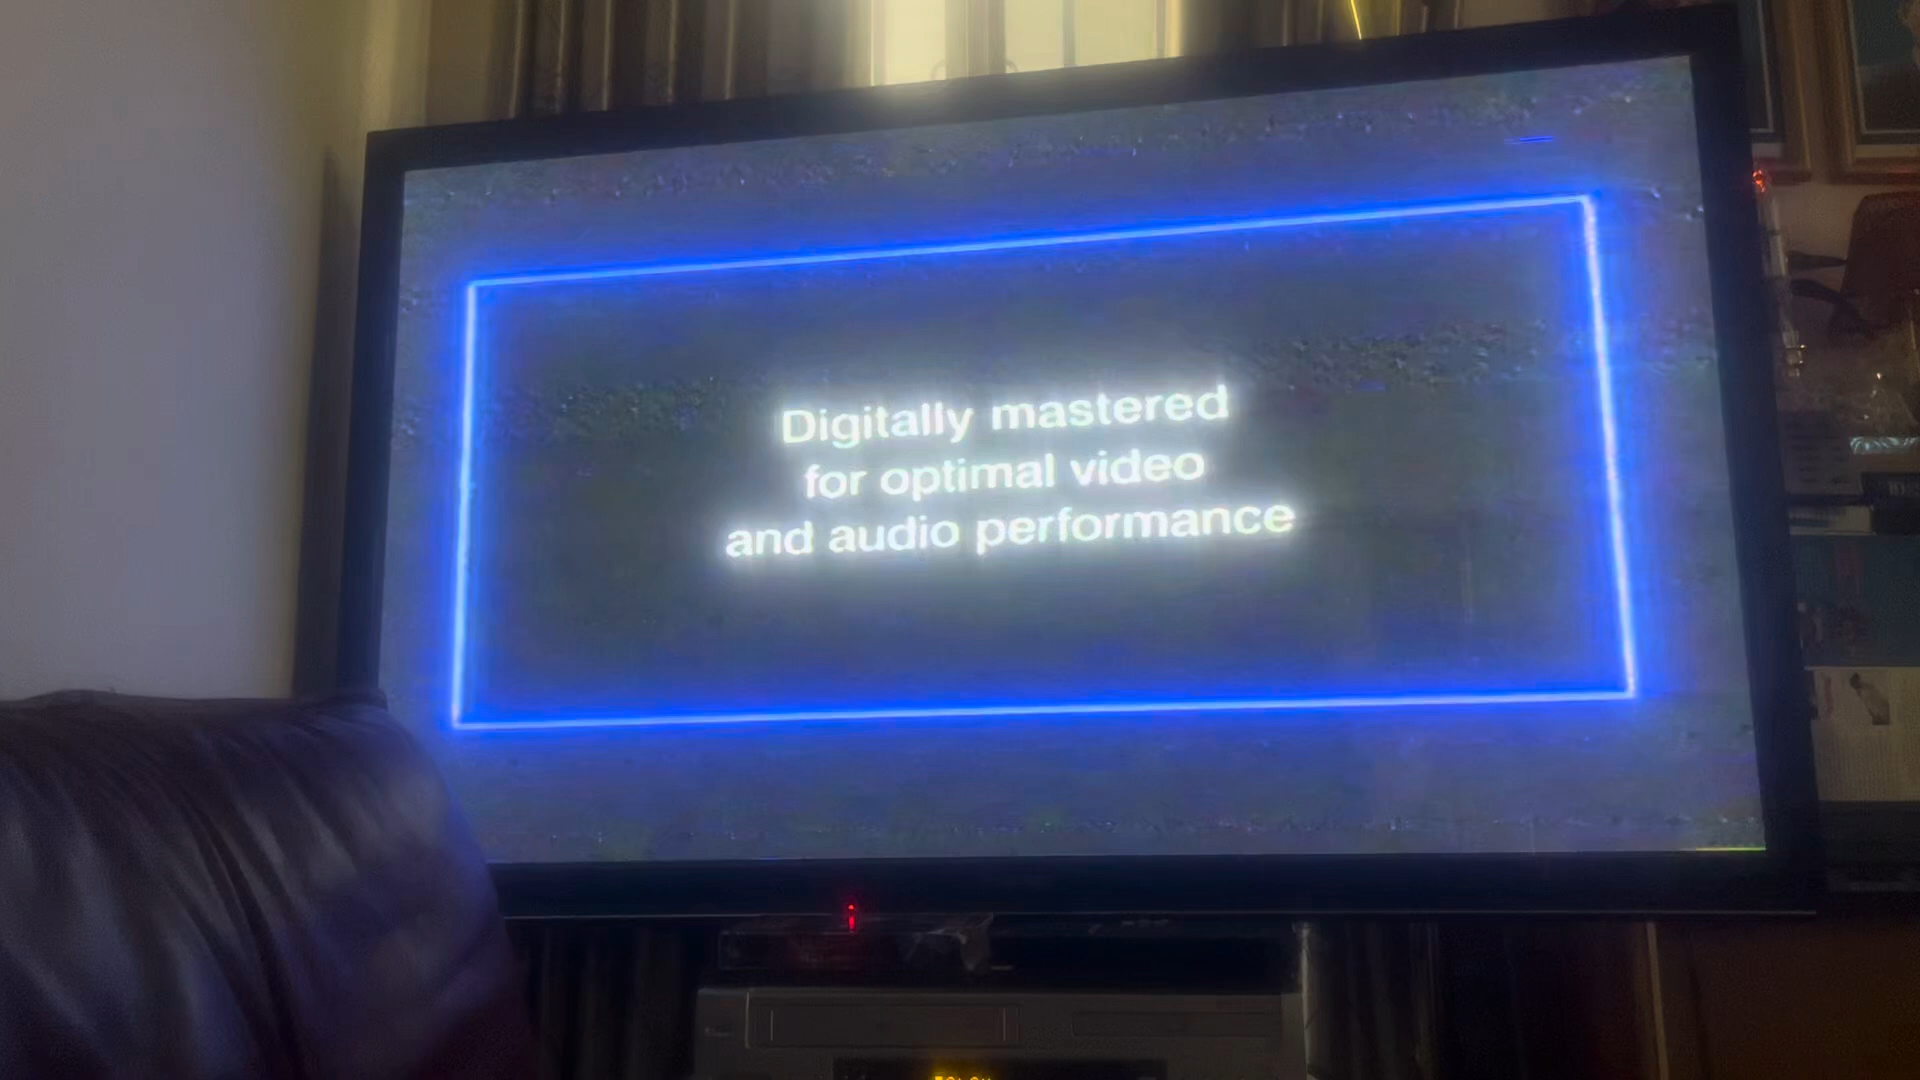 Digitally mastered
for optimal video
and audio performance